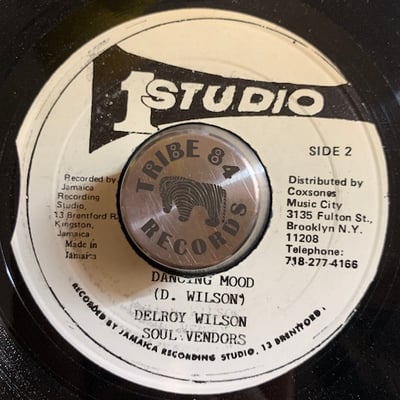 1 STUDIO
SIDE 2
Recorded by
Jamaica
Recording
Studio,
13 Brentford R
Kingston,
Jamaica
Made in
Jamaica
TRIBE 84
RECORDS
Distributed by
Coxsones
Music City
3135 Fulton St.,
Brooklyn N.Y.
11208
Telephone:
718-277-4166
DANCING MOOD
(D. WILSON)
DELROY WILSON
SOUL VENDORS
RECORDED BY JAMAICA RECORDING STUDIO, 13 BRENTFORD,